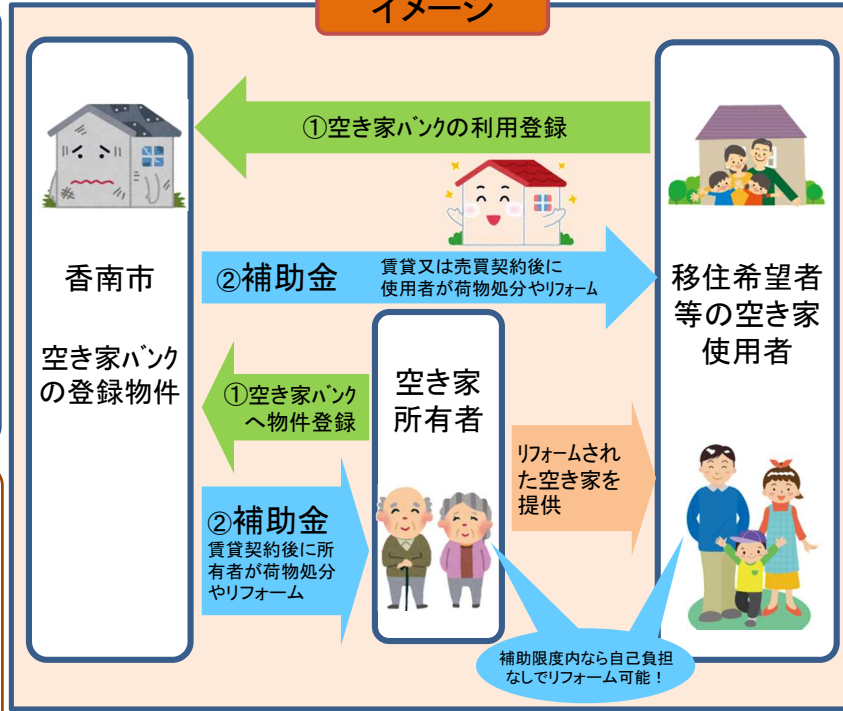 イメージ
①空き家バンクの利用登録
香南市
空き家バンク
の登録物件
②補助金
賃貸又は売買契約後に
使用者が荷物処分やリフォーム
移住希望者
等の空き家
使用者
①空き家バンク
へ物件登録
空き家
所有者
リフォームされ
た空き家を
提供
②補助金
賃貸契約後に所
有者が荷物処分
やリフォーム
補助限度内なら自己負担
なしでリフォーム可能！